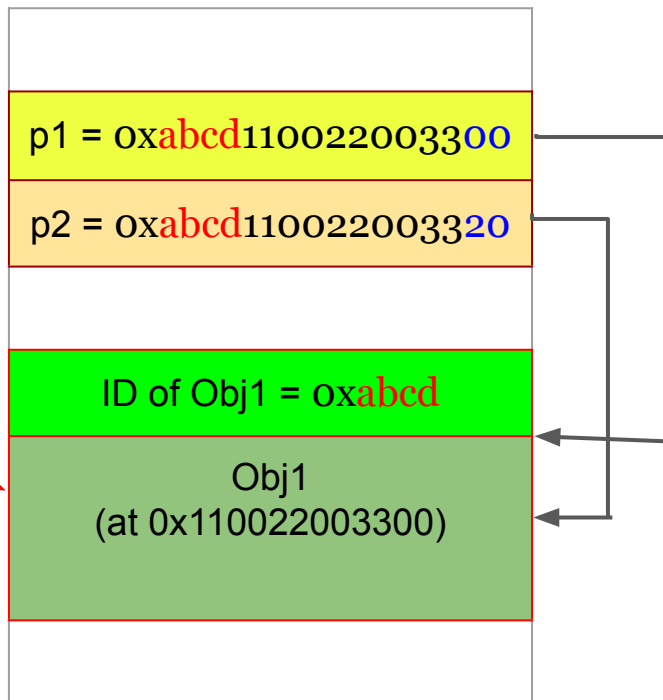 p1 = 0xabcd110022003300
p2 = 0xabcd110022003320
ID of Obj1 = 0xabcd
Obj1
(at 0x110022003300)